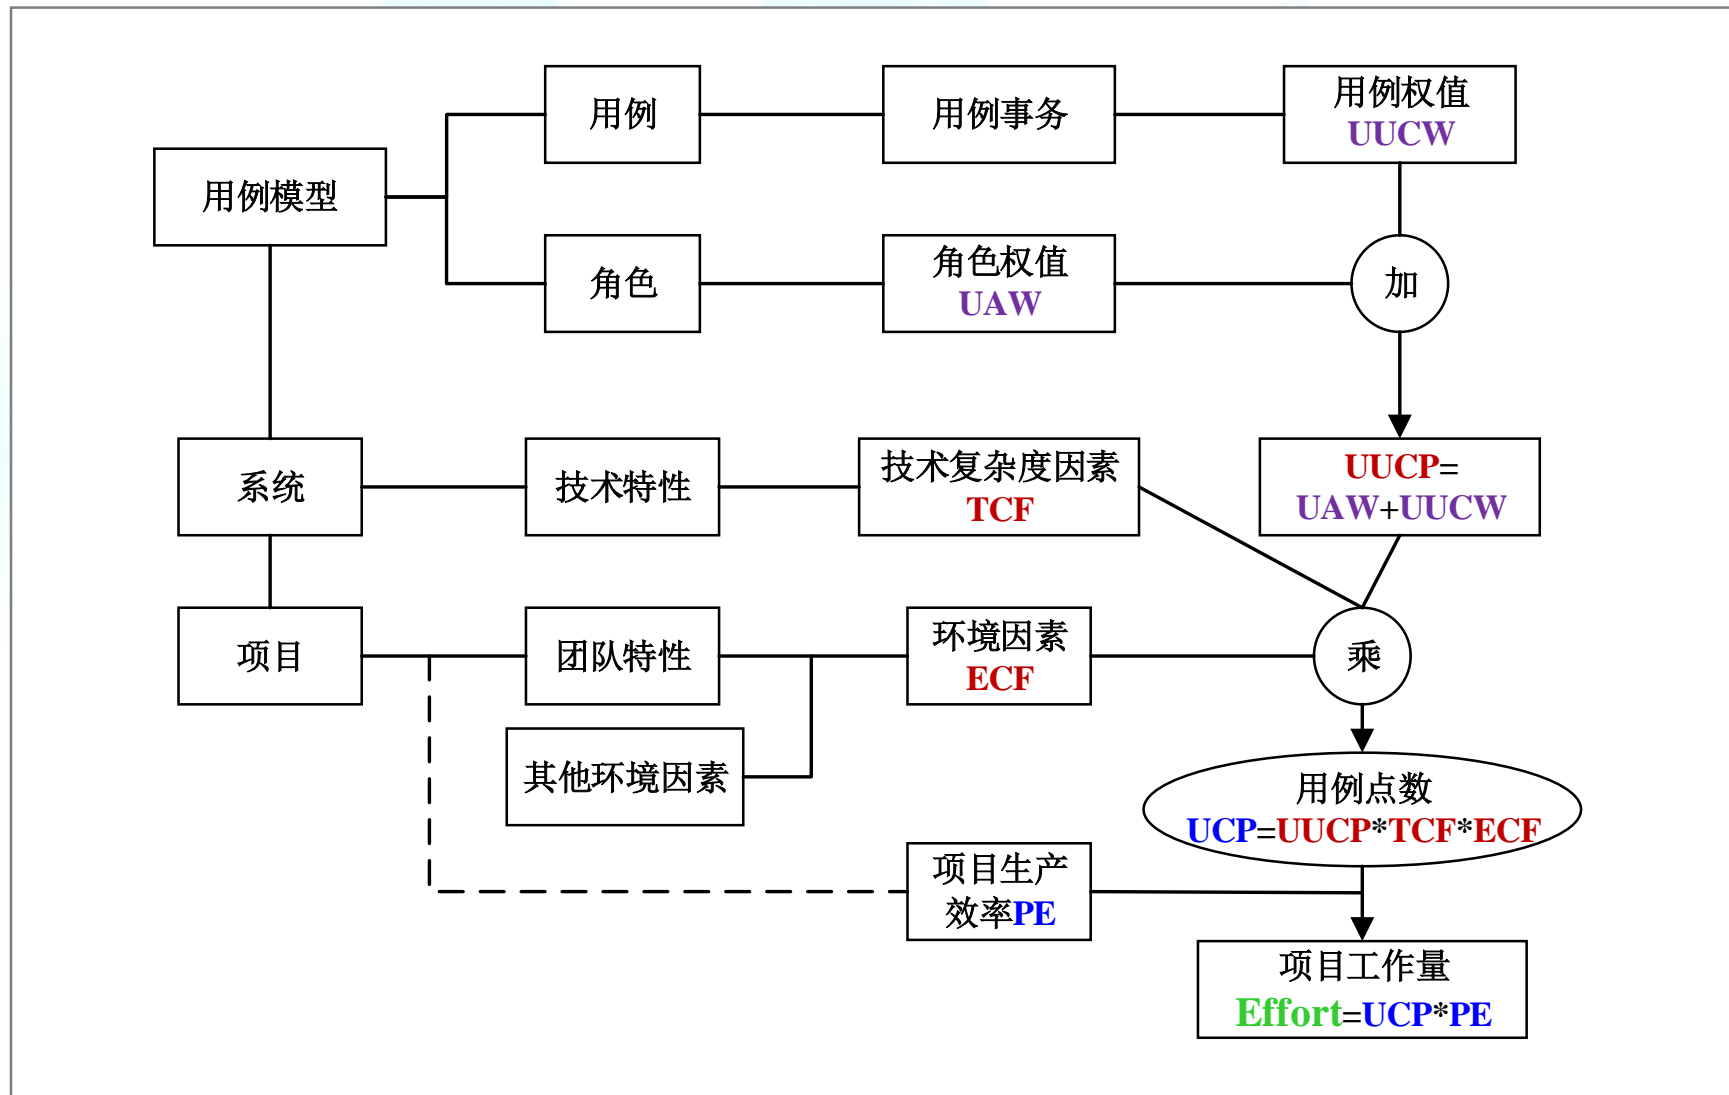 用例
用例事务
用例权值
UUCW
用例模型
角色
角色权值
UAW
加
系统
技术特性
技术复杂度因素
TCF
UUCP=
UAW+UUCW
项目
团队特性
环境因素
ECF
乘
其他环境因素
用例点数
UCP=UUCP*TCF*ECF
项目生产
效率PE
项目工作量
Effort=UCP*PE